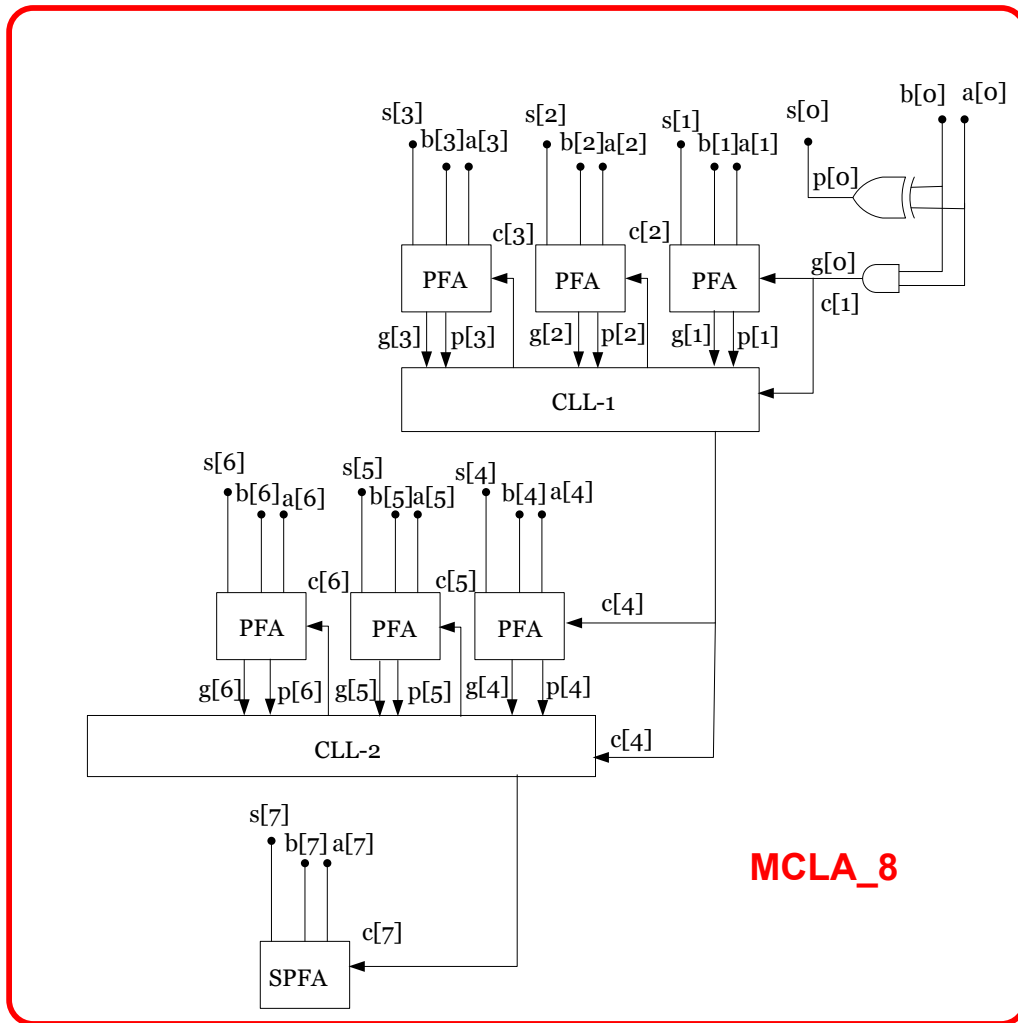 b[0] a[0]
s[3] s[2] s[1] s[0]
b[3] a[3] b[2] a[2] b[1] a[1]
p[0]
c[3] c[2]
PFA PFA PFA g[0]
c[1]
g[3] p[3] g[2] p[2] g[1] p[1]
CLL-1
s[6] s[5] s[4]
b[6] a[6] b[5] a[5] b[4] a[4]
c[6] c[5] c[4]
PFA PFA PFA
g[6] p[6] g[5] p[5] g[4] p[4]
CLL-2 c[4]
s[7]
b[7] a[7]
MCLA_8
c[7]
SPFA